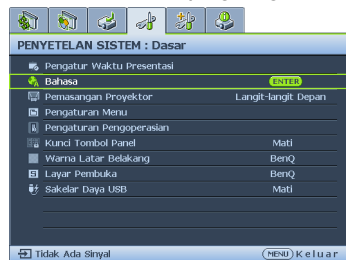 PENYETELAN SISTEM : Dasar
Pengatur Waktu Presentasi
Bahasa ENTER
Pemasangan Proyektor Langit-langit Depan
Pengaturan Menu
Pengaturan Pengoperasian
Kunci Tombol Panel Mati
Warna Latar Belakang BenQ
Layar Pembuka BenQ
Sakelar Daya USB Mati
Tidak Ada Sinyal MENU Keluar